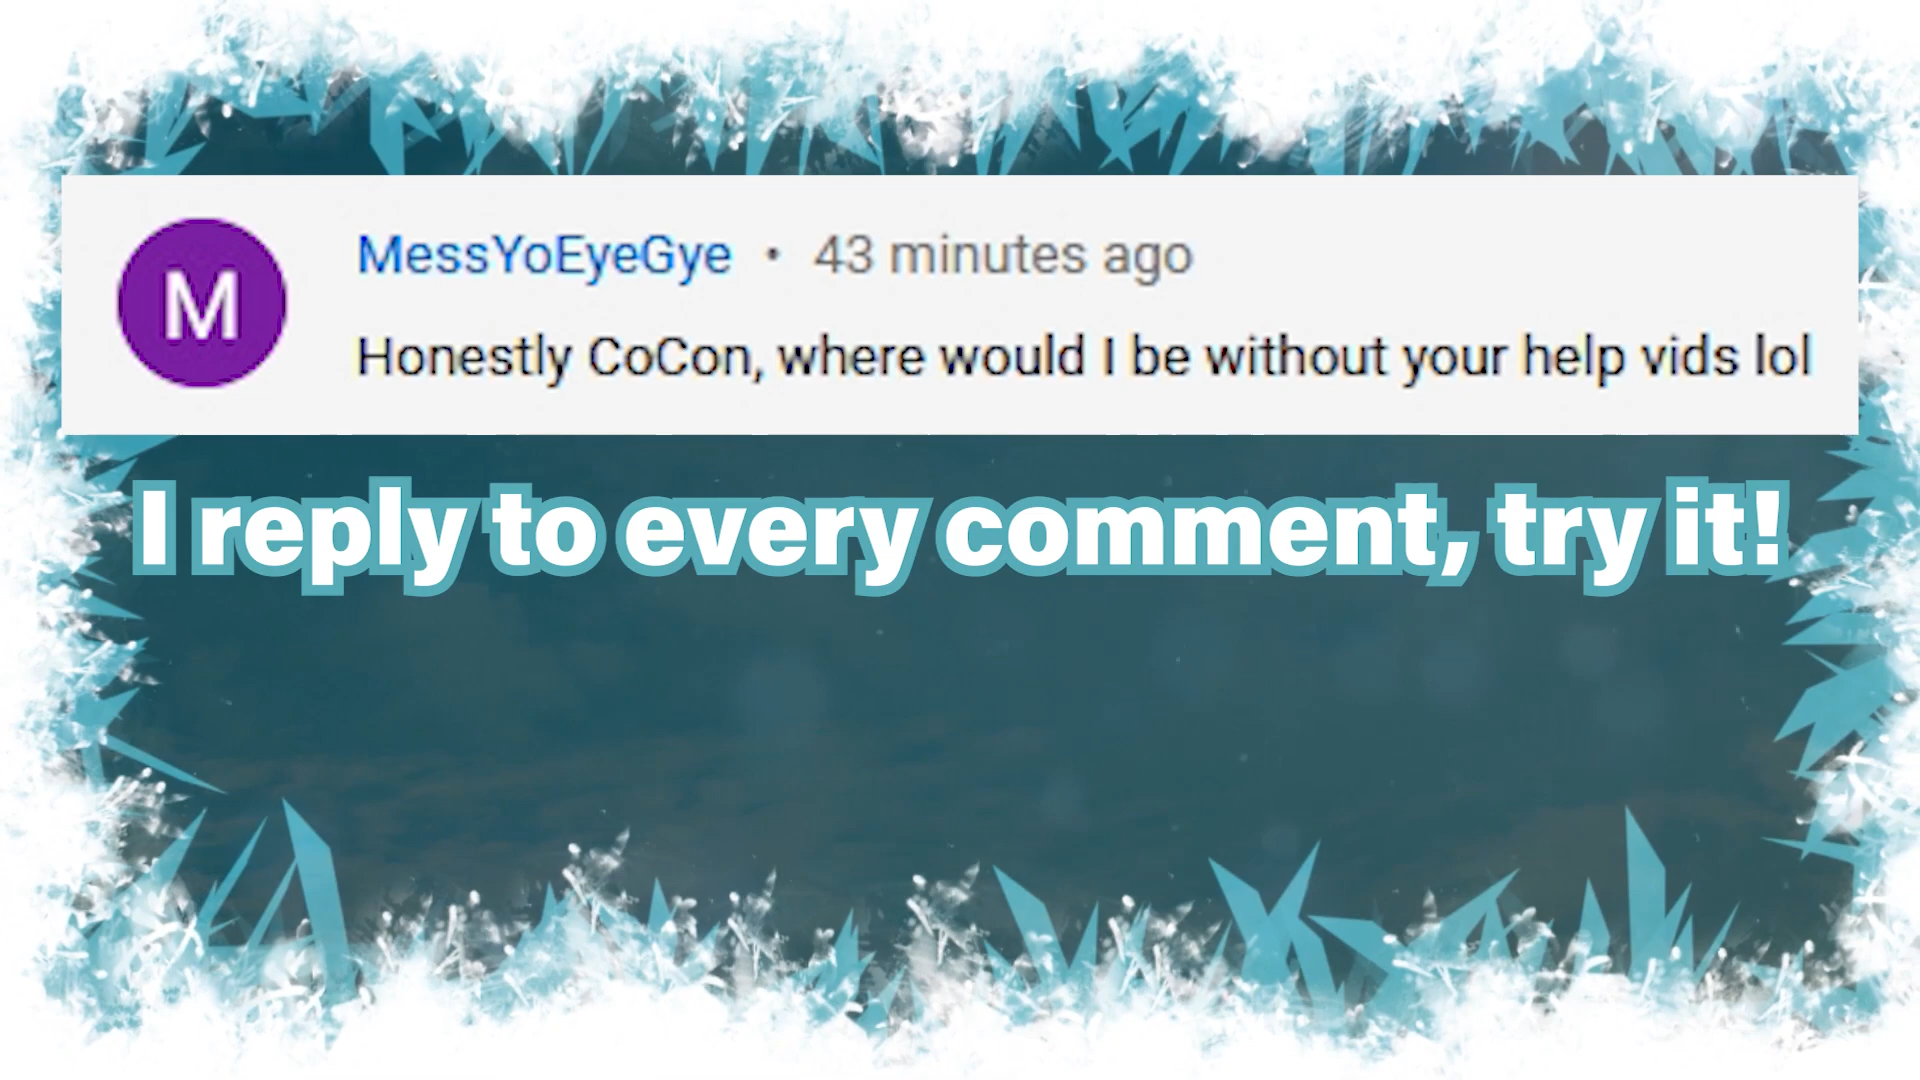 M
MessYoEyeGye • 43 minutes ago
Honestly CoCon, where would I be without your help vids lol
I reply to every comment, try it!